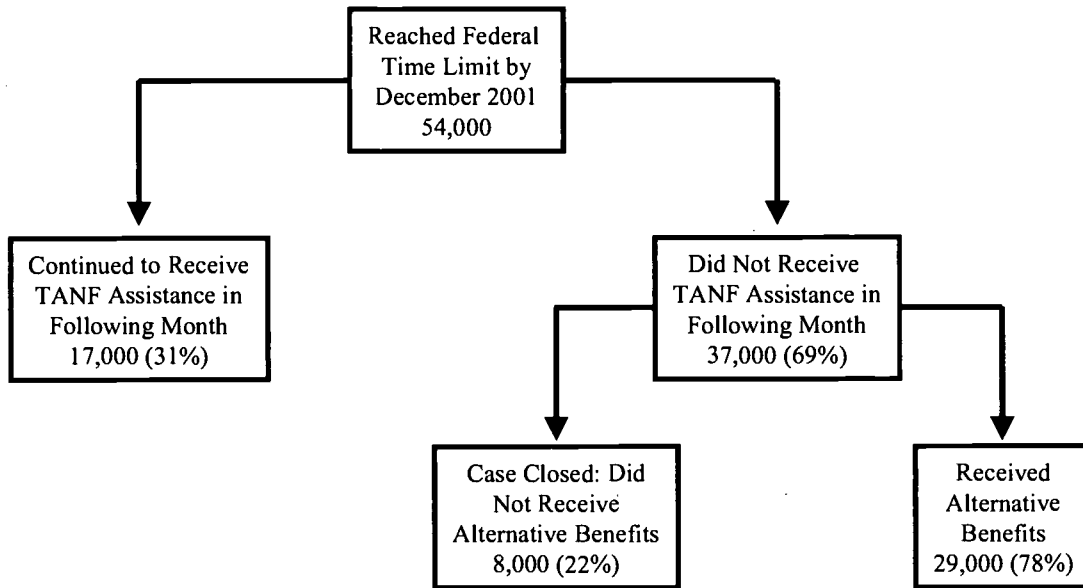 Reached Federal
Time Limit by
December 2001
54,000
Continued to Receive
TANF Assistance in
Following Month
17,000 (31%)
Did Not Receive
TANF Assistance in
Following Month
37,000 (69%)
Case Closed: Did
Not Receive
Alternative Benefits
8,000 (22%)
Received
Alternative
Benefits
29,000 (78%)